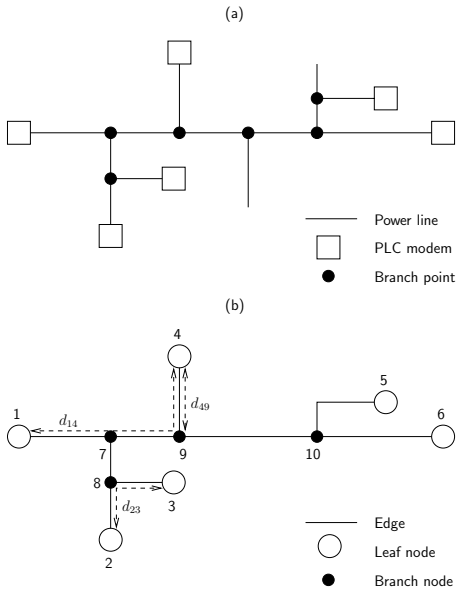 (a)
Power line
PLC modem
Branch point
(b)
4
5
1
d14
d49
6
7
9
10
8
3
d23
2
Edge
Leaf node
Branch node